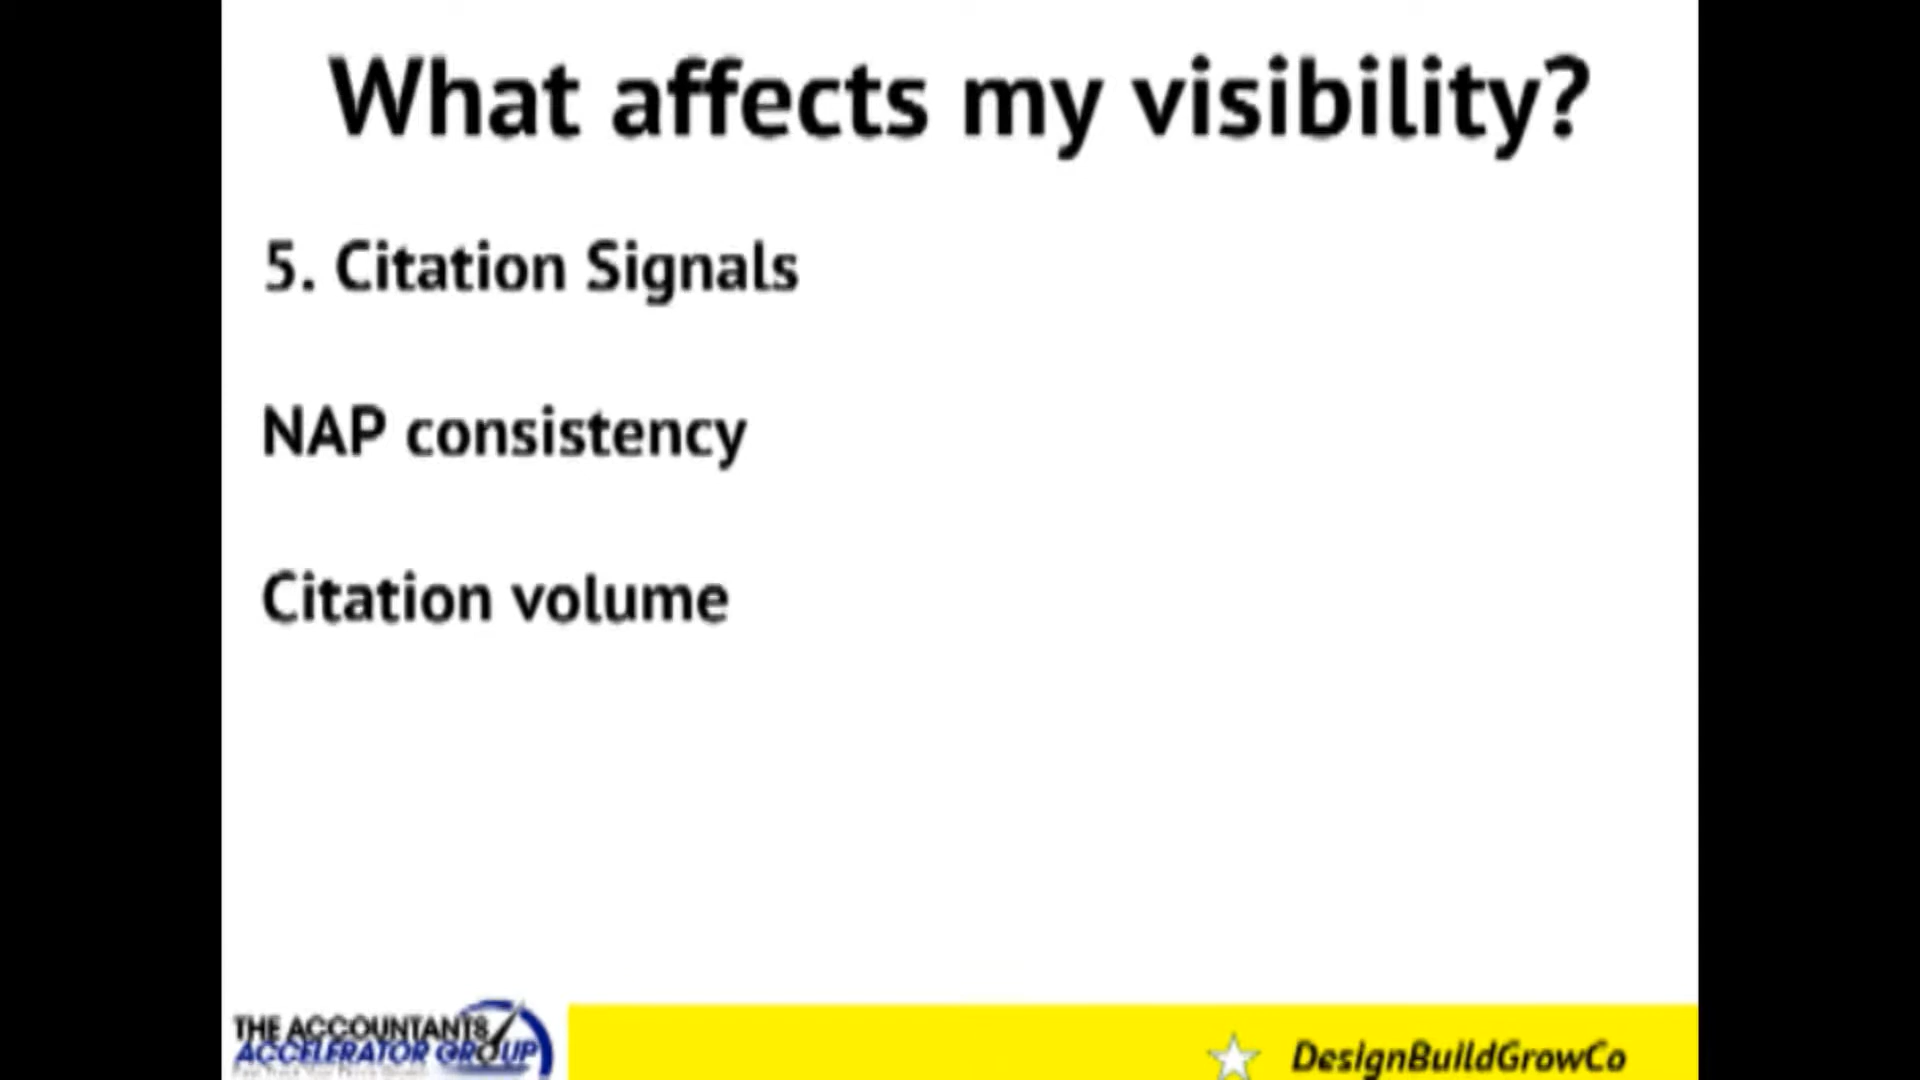 What affects my visibility?
5. Citation Signals
NAP consistency
Citation volume
THE ACCOUNTANTS
ACCELERATOR GROUP
DesignBuildGrowCo